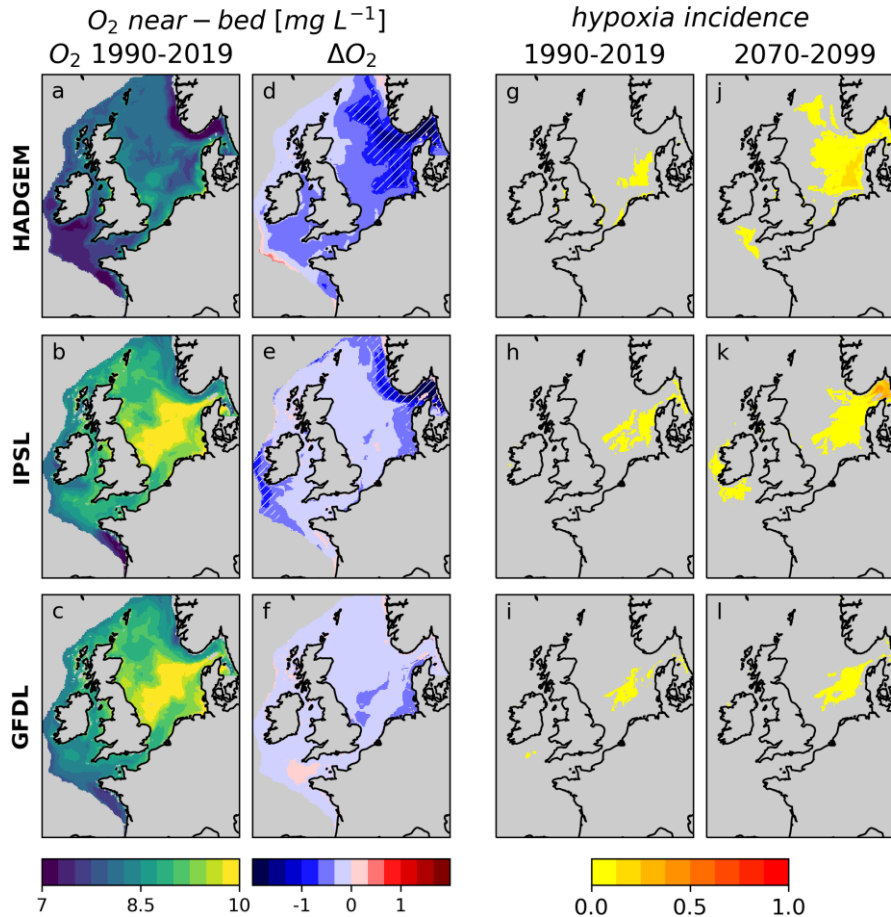 O₂ near − bed [mg L⁻¹]
hypoxia incidence
O₂ 1990-2019
ΔO₂
1990-2019
2070-2099
HADGEM
a
d
g
j
IPSL
b
e
h
k
GFDL
c
f
i
l
7
8.5
10
-1
0
1
0.0
0.5
1.0